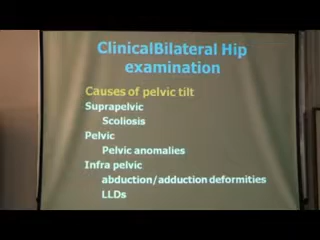 ClinicalBilateral Hip
examination
Causes of pelvic tilt
Suprapelvic
Scoliosis
Pelvic
Pelvic anomalies
Infra pelvic
abduction/adduction deformities
LLDs